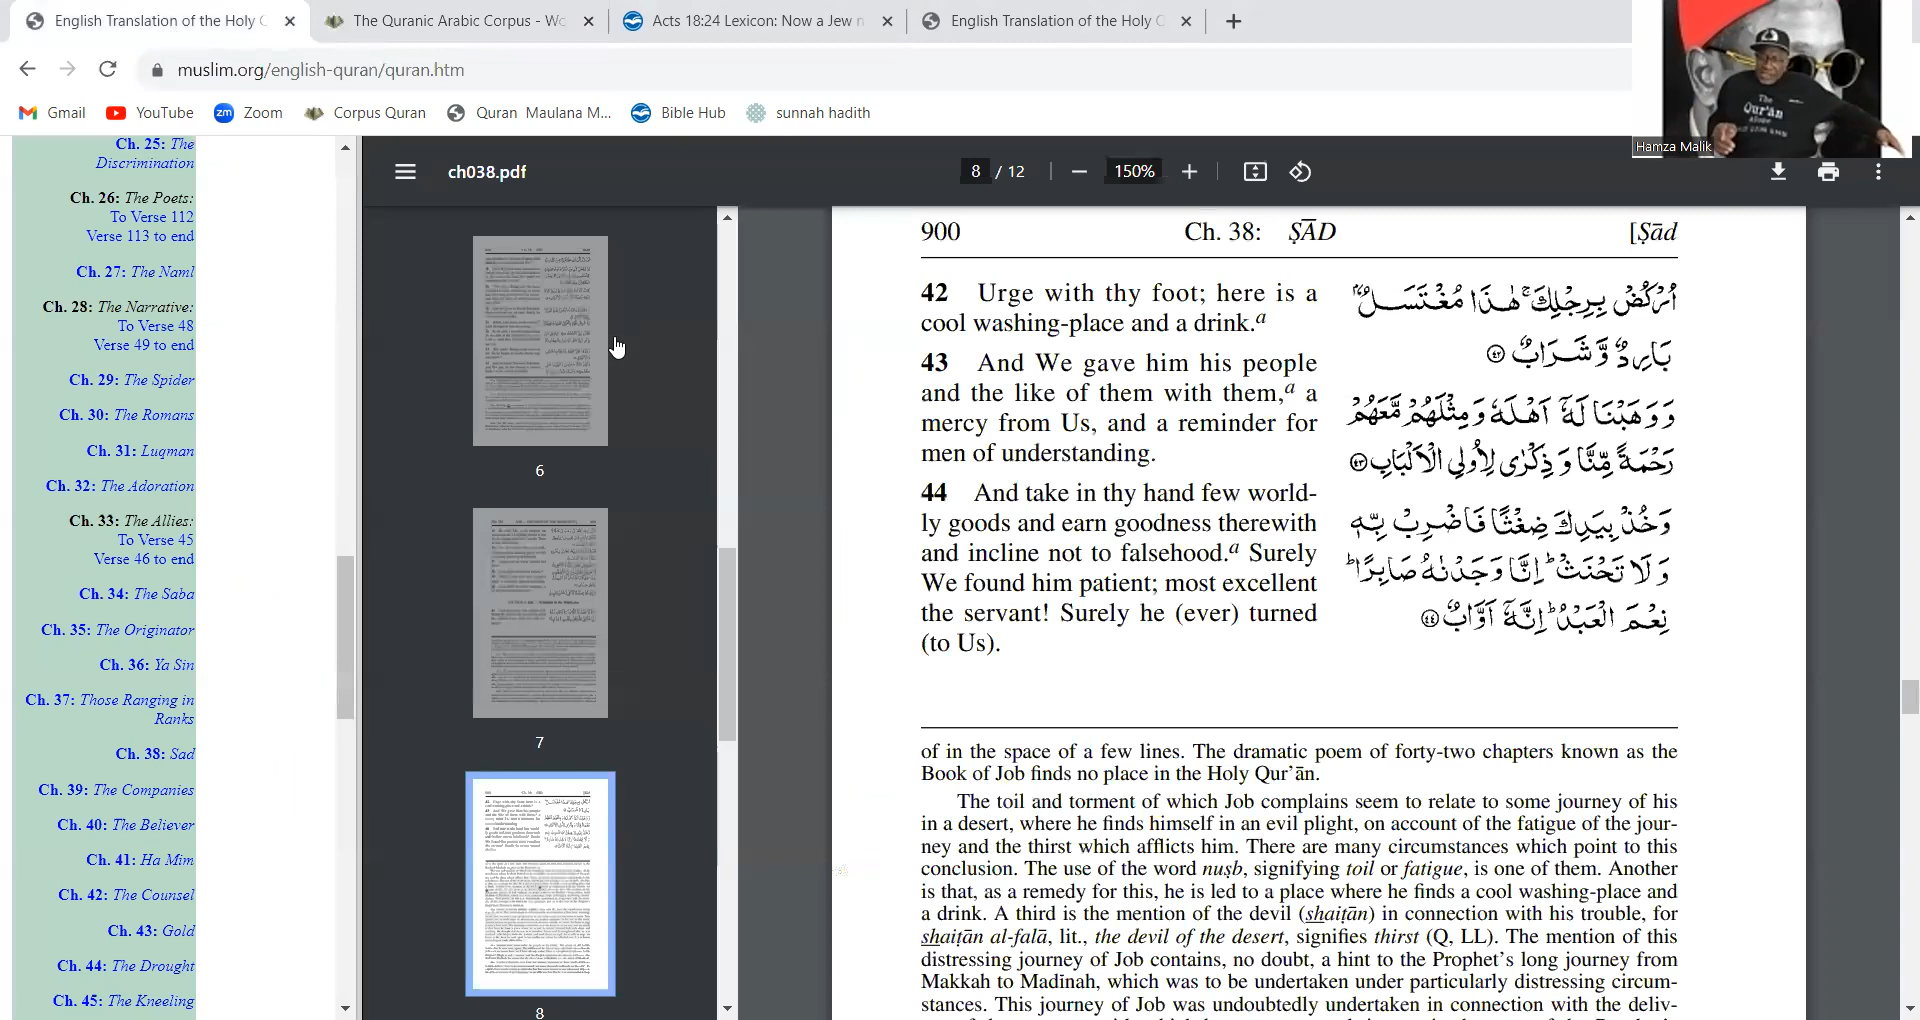 English Translation of the Holy Q
The Quranic Arabic Corpus - Wo
Acts 18:24 Lexicon: Now a Jew n
English Translation of the Holy Q
muslim.org/english-quran/quran.htm
Gmail
YouTube
zm Zoom
Corpus Quran
Quran Maulana M...
Bible Hub
sunnah hadith
The
Qur'an
Hamza Malik
Ch. 25: The
Discrimination
Ch. 26: The Poets:
To Verse 112
Verse 113 to end
Ch. 27: The Naml
Ch. 28: The Narrative:
To Verse 48
Verse 49 to end
Ch. 29: The Spider
Ch. 30: The Romans
Ch. 31: Luqman
Ch. 32: The Adoration
Ch. 33: The Allies:
To Verse 45
Verse 46 to end
Ch. 34: The Saba
Ch. 35: The Originator
Ch. 36: Ya Sin
Ch. 37: Those Ranging in
Ranks
Ch. 38: Sad
Ch. 39: The Companies
Ch. 40: The Believer
Ch. 41: Ha Mim
Ch. 42: The Counsel
Ch. 43: Gold
Ch. 44: The Drought
Ch. 45: The Kneeling
ch038.pdf
8 / 12
150%
6
7
8
900 Ch. 38: ṢĀD [Ṣād
42 Urge with thy foot; here is a
cool washing-place and a drink.a
43 And We gave him his people
and the like of them with them,a a
mercy from Us, and a reminder for
men of understanding.
44 And take in thy hand few world-
ly goods and earn goodness therewith
and incline not to falsehood.a Surely
We found him patient; most excellent
the servant! Surely he (ever) turned
(to Us).
اُرْكُضْ بِرِجْلِكَ ۚ هٰذَا مُغْتَسَلٌۢ
بَارِدٌ وَّ شَرَابٌ ﴿۴۲﴾
وَ وَهَبْنَا لَهٗۤ اَهْلَهٗ وَ مِثْلَهُمْ مَّعَهُمْ
رَحْمَةً مِّنَّا وَ ذِكْرٰى لِاُولِي الْاَلْبَابِ ﴿۴۳﴾
وَ خُذْ بِيَدِكَ ضِغْثًا فَاضْرِبْ بِّهٖ
وَ لَا تَحْنَثْ ؕ اِنَّا وَجَدْنٰهُ صَابِرًا ؕ
نِعْمَ الْعَبْدُ ؕ اِنَّهٗۤ اَوَّابٌ ﴿۴۴﴾
of in the space of a few lines. The dramatic poem of forty-two chapters known as the
Book of Job finds no place in the Holy Qur’ān.
The toil and torment of which Job complains seem to relate to some journey of his
in a desert, where he finds himself in an evil plight, on account of the fatigue of the jour-
ney and the thirst which afflicts him. There are many circumstances which point to this
conclusion. The use of the word nuṣb, signifying toil or fatigue, is one of them. Another
is that, as a remedy for this, he is led to a place where he finds a cool washing-place and
a drink. A third is the mention of the devil (shaiṭān) in connection with his trouble, for
shaiṭān al-falā, lit., the devil of the desert, signifies thirst (Q, LL). The mention of this
distressing journey of Job contains, no doubt, a hint to the Prophet’s long journey from
Makkah to Madīnah, which was to be undertaken under particularly distressing circum-
stances. This journey of Job was undoubtedly undertaken in connection with the deliv-